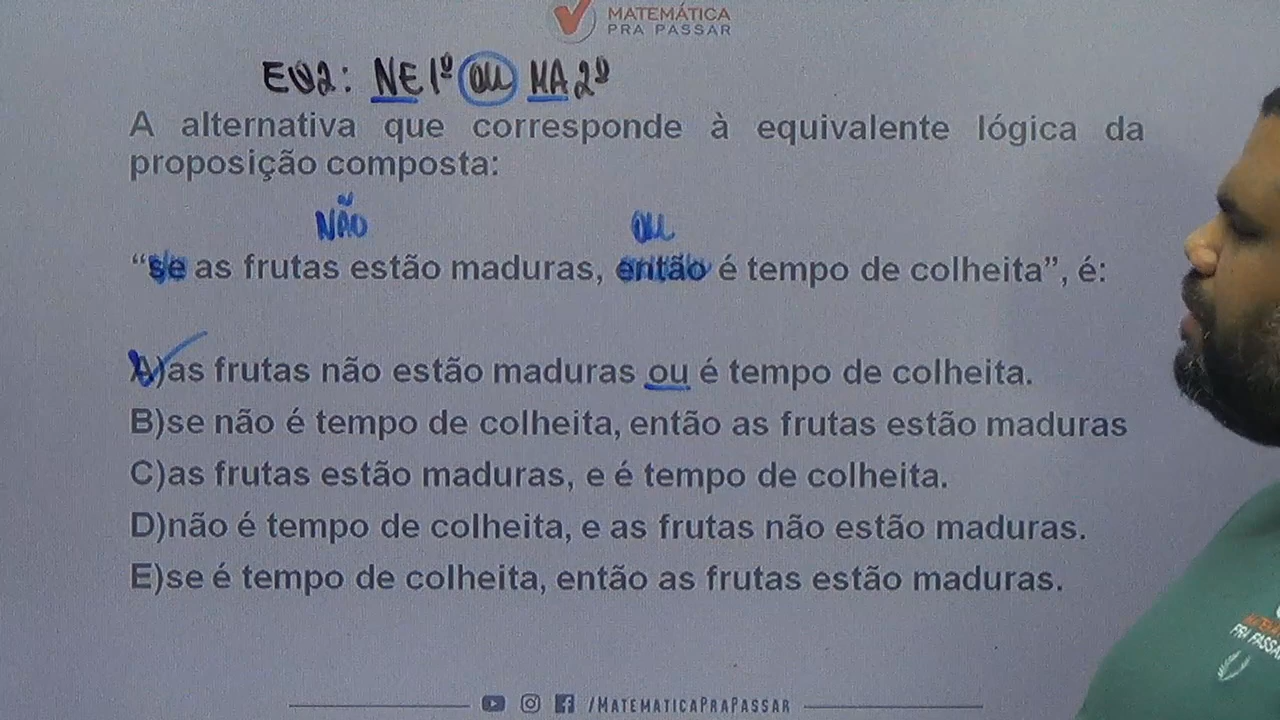 MATEMÁTICA
PRA PASSAR
EQ2: NE 1º OU MA 2º
A alternativa que corresponde à equivalente lógica da
proposição composta:
NÃO OU
“se as frutas estão maduras, então é tempo de colheita”, é:
A)as frutas não estão maduras ou é tempo de colheita.
B)se não é tempo de colheita, então as frutas estão maduras
C)as frutas estão maduras, e é tempo de colheita.
D)não é tempo de colheita, e as frutas não estão maduras.
E)se é tempo de colheita, então as frutas estão maduras.
/MATEMATICAPRAPASSAR